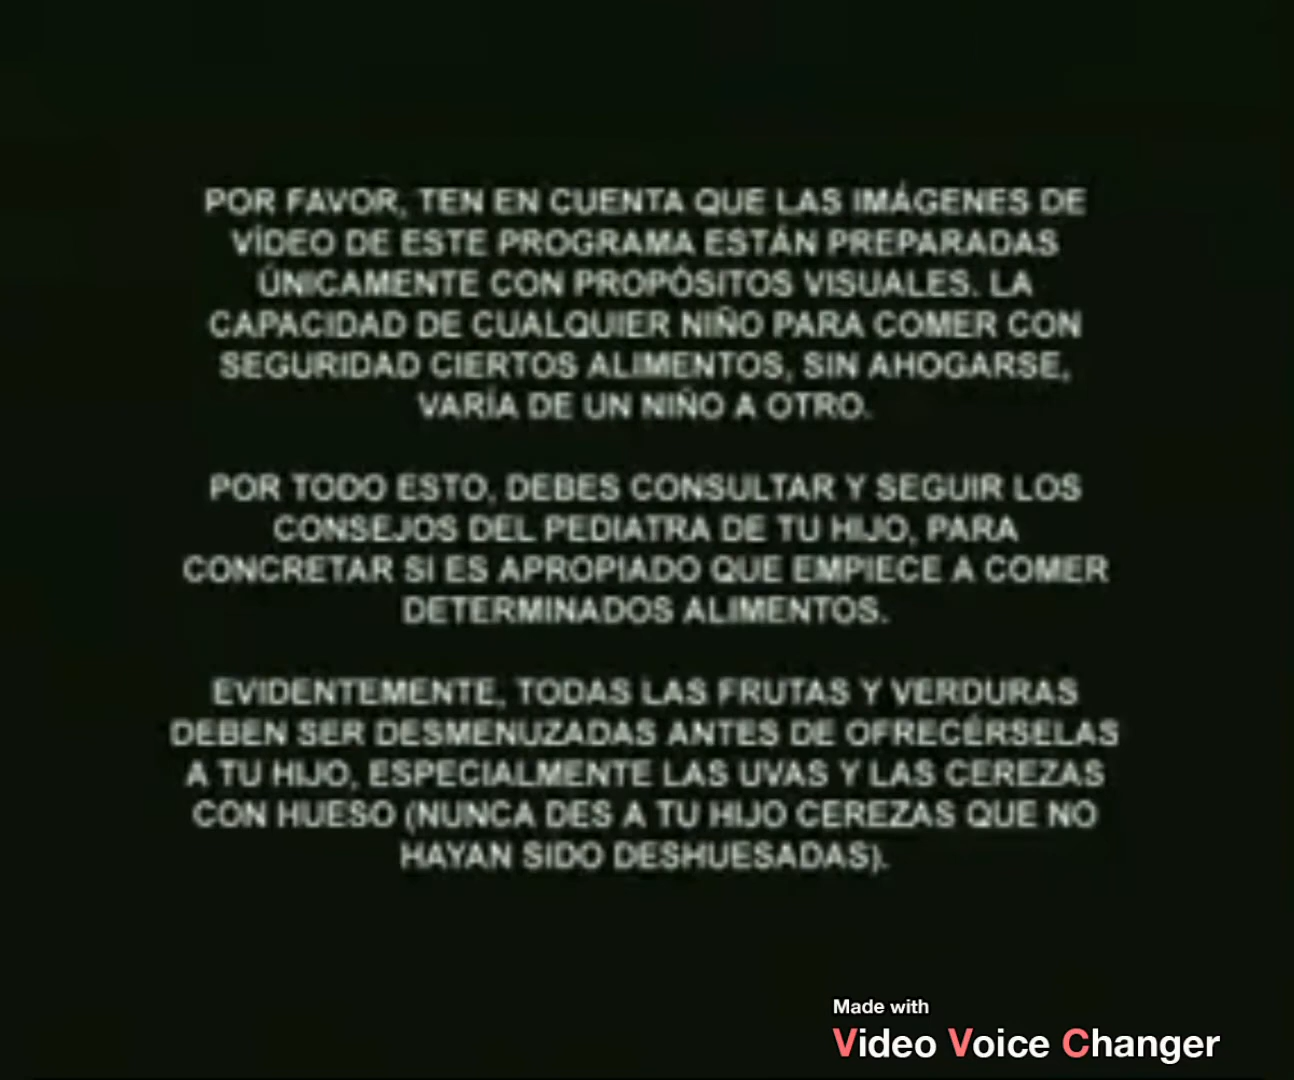 POR FAVOR, TEN EN CUENTA QUE LAS IMÁGENES DE
VÍDEO DE ESTE PROGRAMA ESTÁN PREPARADAS
ÚNICAMENTE CON PROPÓSITOS VISUALES. LA
CAPACIDAD DE CUALQUIER NIÑO PARA COMER CON
SEGURIDAD CIERTOS ALIMENTOS, SIN AHOGARSE,
VARÍA DE UN NIÑO A OTRO.
POR TODO ESTO, DEBES CONSULTAR Y SEGUIR LOS
CONSEJOS DEL PEDIATRA DE TU HIJO, PARA
CONCRETAR SI ES APROPIADO QUE EMPIECE A COMER
DETERMINADOS ALIMENTOS.
EVIDENTEMENTE, TODAS LAS FRUTAS Y VERDURAS
DEBEN SER DESMENUZADAS ANTES DE OFRECÉRSELAS
A TU HIJO, ESPECIALMENTE LAS UVAS Y LAS CEREZAS
CON HUESO (NUNCA DES A TU HIJO CEREZAS QUE NO
HAYAN SIDO DESHUESADAS).
Made with
Video Voice Changer